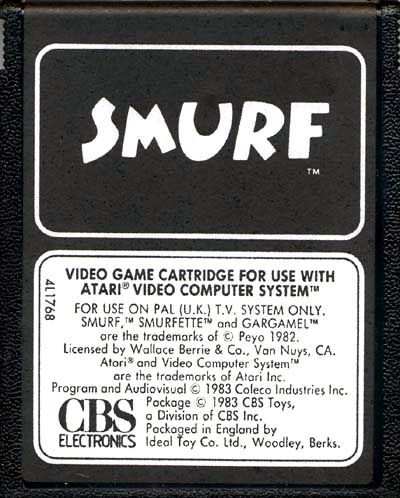 SMURF
TM
4L1768
VIDEO GAME CARTRIDGE FOR USE WITH
ATARI® VIDEO COMPUTER SYSTEM™
FOR USE ON PAL (U.K.) T.V. SYSTEM ONLY.
SMURF,™ SMURFETTE and GARGAMEL™
are the trademarks of © Peyo 1982.
Licensed by Wallace Berrie & Co., Van Nuys, CA.
Atari® and Video Computer System™
are the trademarks of Atari Inc.
Program and Audiovisual © 1983 Coleco Industries Inc.
Package © 1983 CBS Toys,
a Division of CBS Inc.
Packaged in England by
Ideal Toy Co. Ltd., Woodley, Berks.
CBS
ELECTRONICS